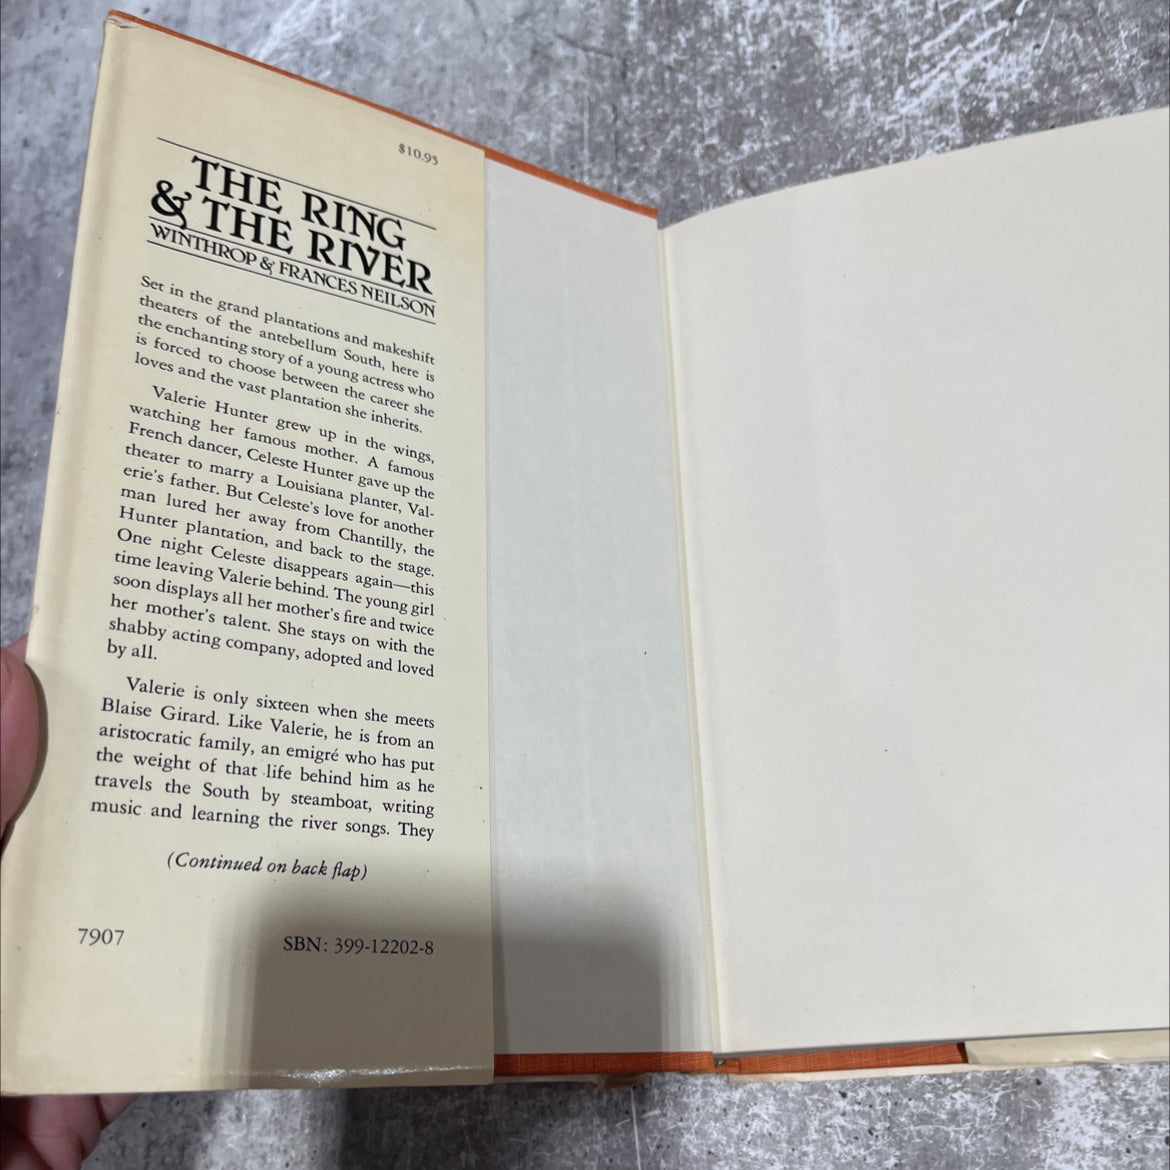 $10.95
THE RING
& THE RIVER
WINTHROP & FRANCES NEILSON
Set in the grand plantations and makeshift
theaters of the antebellum South, here is
the enchanting story of a young actress who
is forced to choose between the career she
loves and the vast plantation she inherits.
Valerie Hunter grew up in the wings,
watching her famous mother. A famous
French dancer, Celeste Hunter gave up the
theater to marry a Louisiana planter, Val-
erie's father. But Celeste's love for another
man lured her away from Chantilly, the
Hunter plantation, and back to the stage.
One night Celeste disappears again—this
time leaving Valerie behind. The young girl
soon displays all her mother's fire and twice
her mother's talent. She stays on with the
shabby acting company, adopted and loved
by all.
Valerie is only sixteen when she meets
Blaise Girard. Like Valerie, he is from an
aristocratic family, an emigré who has put
the weight of that life behind him as he
travels the South by steamboat, writing
music and learning the river songs. They
(Continued on back flap)
7907
SBN: 399-12202-8